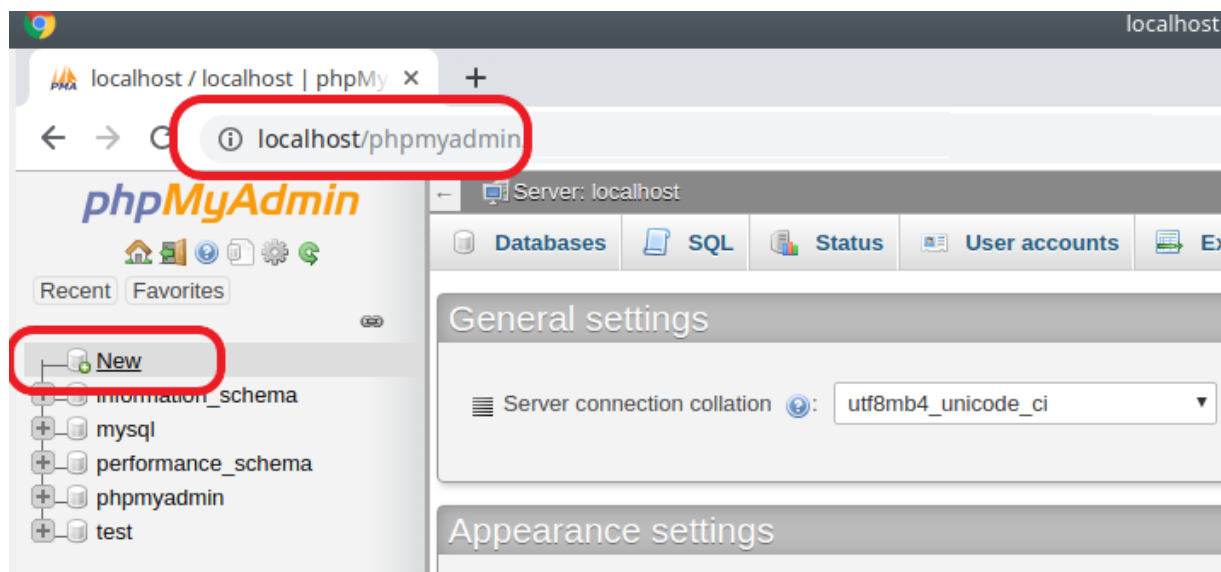 localhost
localhost / localhost | phpMy
localhost/phpmyadmin
phpMyAdmin
Server: localhost
Databases SQL Status User accounts
Recent Favorites
General settings
New
information_schema
Server connection collation : utf8mb4_unicode_ci
mysql
performance_schema
phpmyadmin
test
Appearance settings